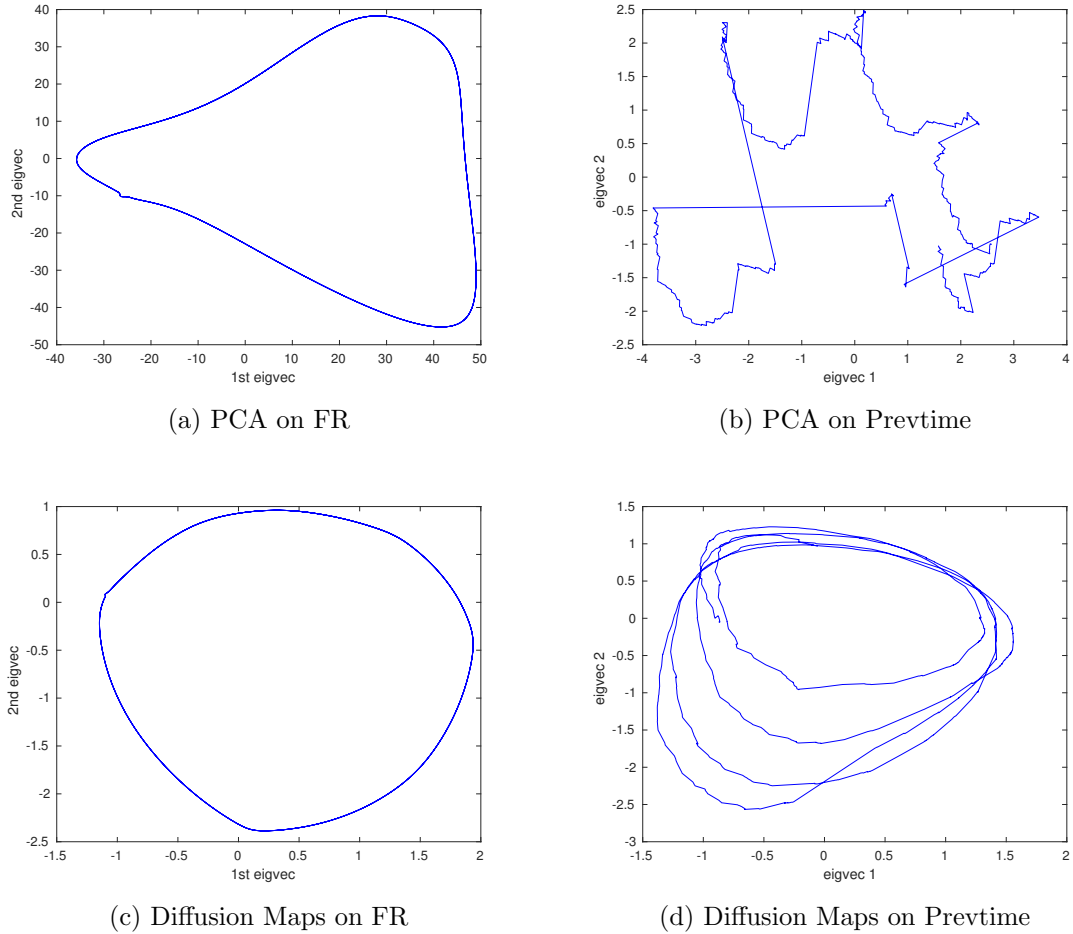 40
30
20
10
0
-10
-20
-30
-40
-50
2nd eigvec
-40 -30 -20 -10 0 10 20 30 40 50
1st eigvec
(a) PCA on FR
2.5
2
1.5
1
0.5
0
-0.5
-1
-1.5
-2
-2.5
eigvec 2
-4 -3 -2 -1 0 1 2 3 4
eigvec 1
(b) PCA on Prevtime
1
0.5
0
-0.5
-1
-1.5
-2
-2.5
2nd eigvec
-1.5 -1 -0.5 0 0.5 1 1.5 2
1st eigvec
(c) Diffusion Maps on FR
1.5
1
0.5
0
-0.5
-1
-1.5
-2
-2.5
-3
eigvec 2
-1.5 -1 -0.5 0 0.5 1 1.5 2
eigvec 1
(d) Diffusion Maps on Prevtime